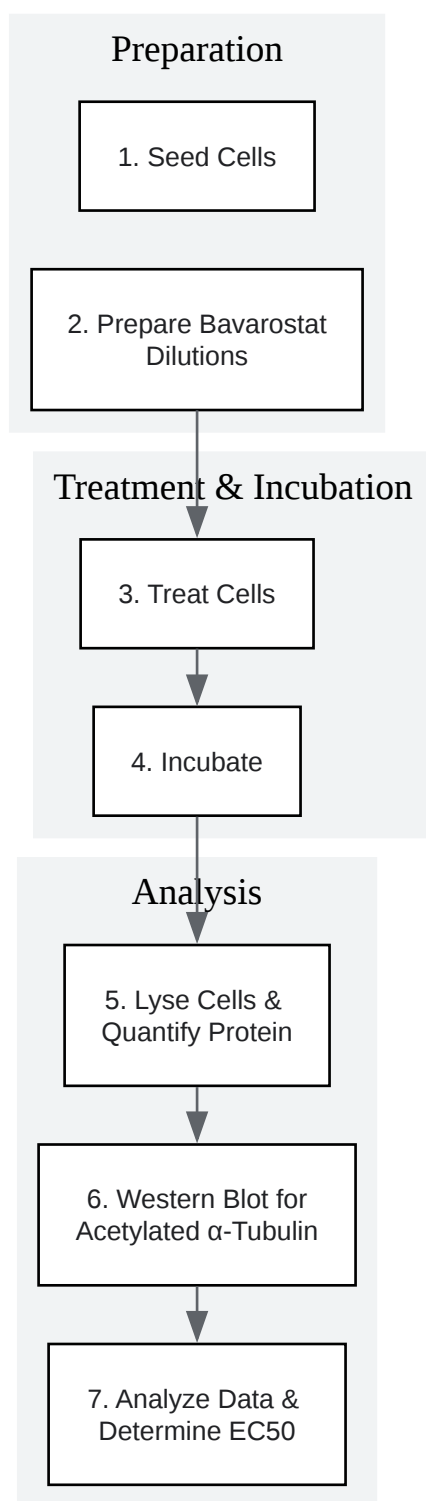 Preparation
1. Seed Cells
2. Prepare Bavarostat
Dilutions
Treatment & Incubation
3. Treat Cells
4. Incubate
Analysis
5. Lyse Cells &
Quantify Protein
6. Western Blot for
Acetylated α-Tubulin
7. Analyze Data &
Determine EC50